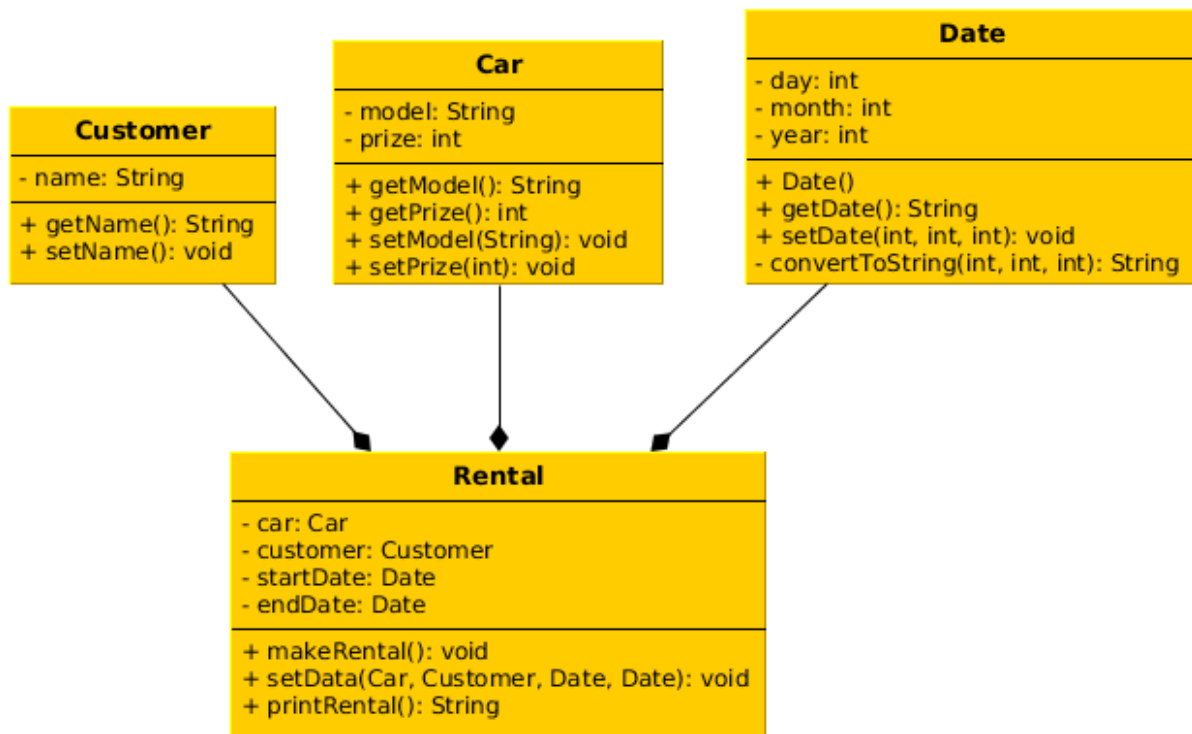 Customer
- name: String
+ getName(): String
+ setName(): void
Car
- model: String
- prize: int
+ getModel(): String
+ getPrize(): int
+ setModel(String): void
+ setPrize(int): void
Date
- day: int
- month: int
- year: int
+ Date()
+ getDate(): String
+ setDate(int, int, int): void
- convertToString(int, int, int): String
Rental
- car: Car
- customer: Customer
- startDate: Date
- endDate: Date
+ makeRental(): void
+ setData(Car, Customer, Date, Date): void
+ printRental(): String